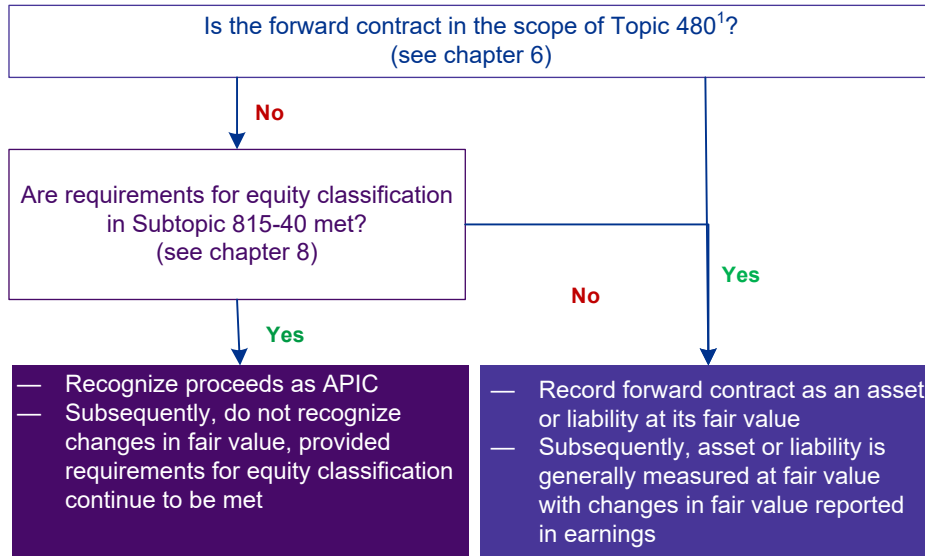 Is the forward contract in the scope of Topic 480¹?
(see chapter 6)
No
Are requirements for equity classification
in Subtopic 815-40 met?
(see chapter 8)
Yes
No
Yes
— Recognize proceeds as APIC
— Subsequently, do not recognize
changes in fair value, provided
requirements for equity classification
continue to be met
— Record forward contract as an asset
or liability at its fair value
— Subsequently, asset or liability is
generally measured at fair value
with changes in fair value reported
in earnings